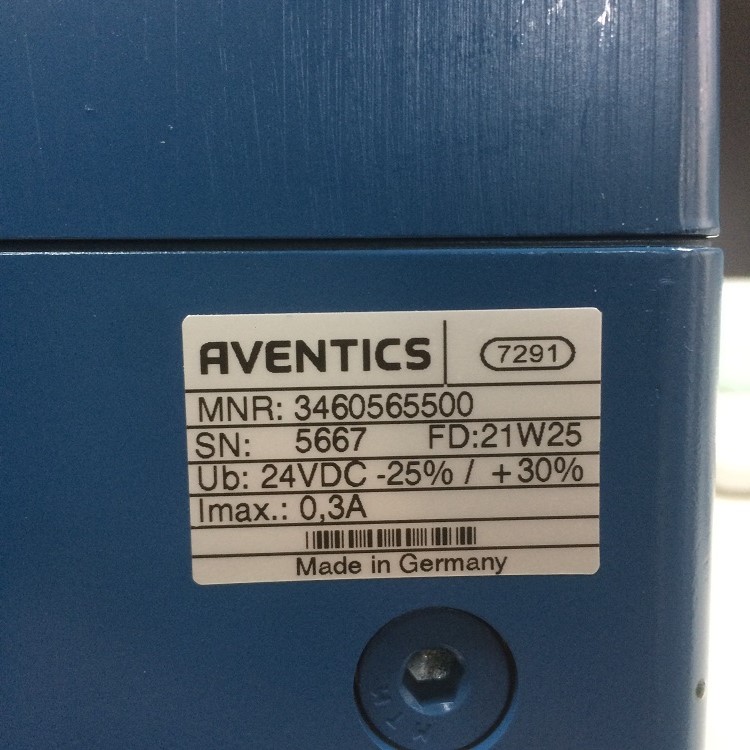 AVENTICS 7291
MNR: 3460565500
SN: 5667 FD:21W25
Ub: 24VDC -25% / +30%
Imax.: 0,3A
Made in Germany